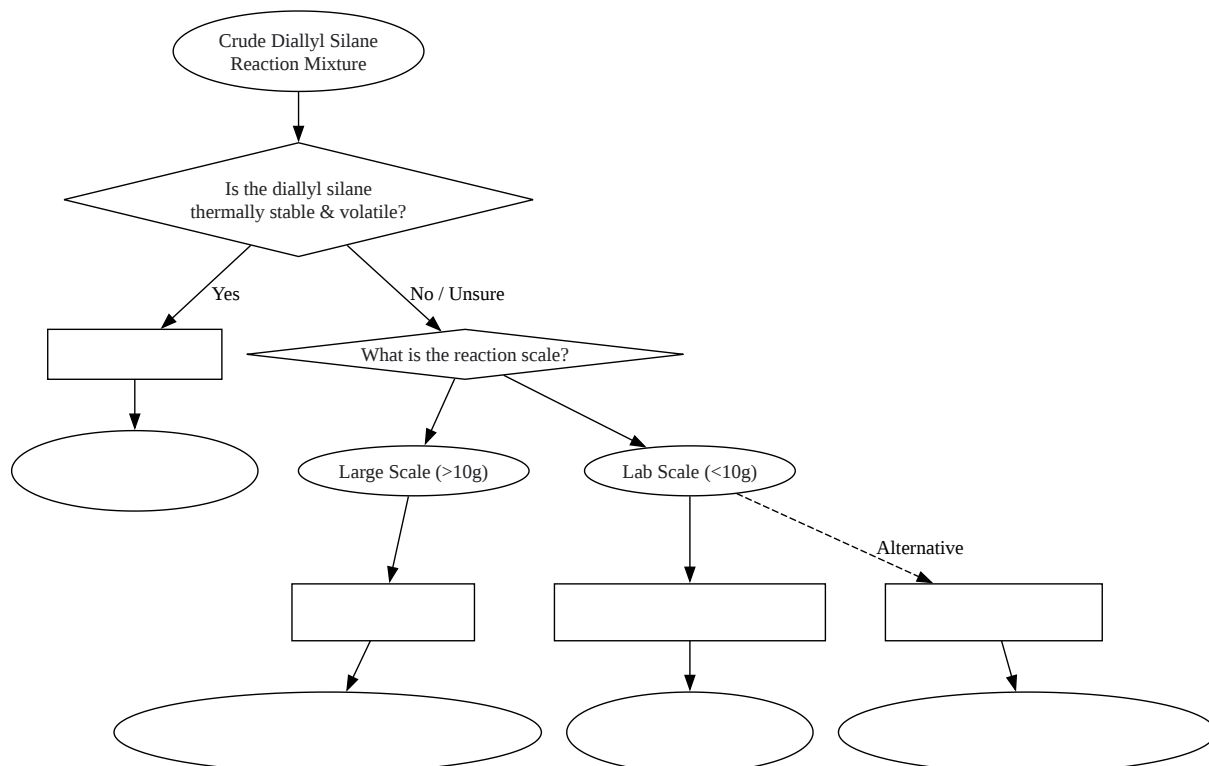 Crude Diallyl Silane
Reaction Mixture
Is the diallyl silane
thermally stable & volatile?
Yes
No / Unsure
What is the reaction scale?
Large Scale (>10g)
Lab Scale (<10g)
Alternative